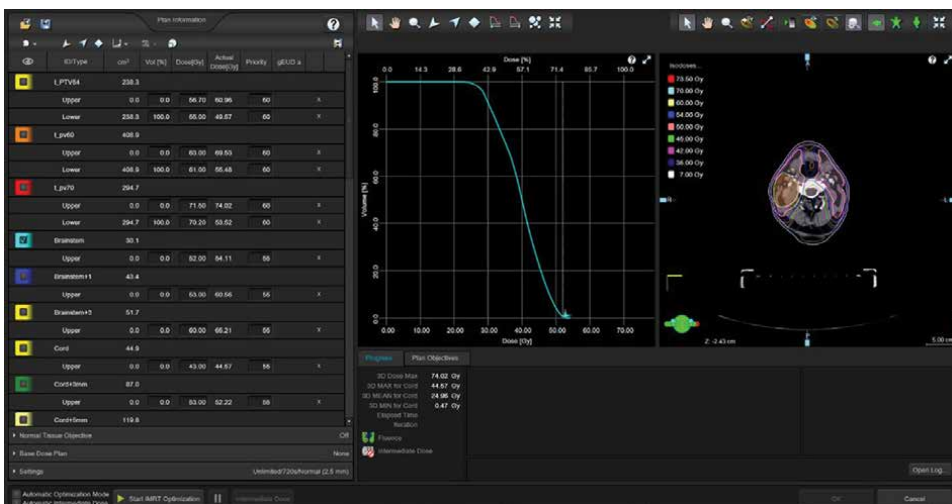 Plan Information
ID/Type cm³ Vol [%] Dose[Gy] Actual Dose[Gy] Priority gEUD a
t_PTV54 238.3
Upper 0.0 0.0 56.70 60.96 60 x
Lower 238.3 100.0 55.00 49.57 60 x
t_pv60 408.9
Upper 0.0 0.0 63.00 69.53 60 x
Lower 408.9 100.0 61.00 55.48 60 x
t_pv70 294.7
Upper 0.0 0.0 71.50 74.02 60 x
Lower 294.7 100.0 70.20 53.52 60 x
Brainstem 30.1
Upper 0.0 0.0 52.00 54.11 55 x
Brainstem+1 43.4
Upper 0.0 0.0 53.00 60.56 55 x
Brainstem+3 51.7
Upper 0.0 0.0 60.00 65.21 55 x
Cord 44.9
Upper 0.0 0.0 43.00 44.57 55 x
Cord+3mm 87.0
Upper 0.0 0.0 53.00 52.22 55 x
Cord+5mm 119.8
Normal Tissue Objective Off
Base Dose Plan None
Settings Unlimited/720s/Normal (2.5 mm)
Automatic Optimization Mode
Automatic Intermediate Dose
Start IMRT Optimization
Intermediate Dose
Dose [%]
0.0 14.3 28.6 42.9 57.1 71.4 85.7 100.0
Volume [%]
100.0
80.0
60.0
40.0
20.0
0.0
0.00 10.00 20.00 30.00 40.00 50.00 60.00 70.00
Dose [Gy]
Progress Plan Objectives
3D Dose Max 74.02 Gy
3D MAX for Cord 44.57 Gy
3D MEAN for Cord 24.96 Gy
3D MIN for Cord 0.47 Gy
Elapsed Time
Iteration
Fluence
Intermediate Dose
Isodoses...
73.50 Gy
70.00 Gy
60.00 Gy
54.00 Gy
50.00 Gy
45.00 Gy
42.00 Gy
36.00 Gy
7.00 Gy
Z: -2.43 cm
5.00 cm
Open Log...
OK
Cancel